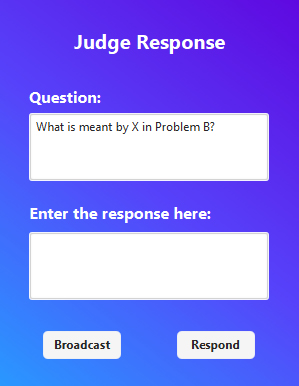 Judge Response
Question:
What is meant by X in Problem B?
Enter the response here:
Broadcast
Respond